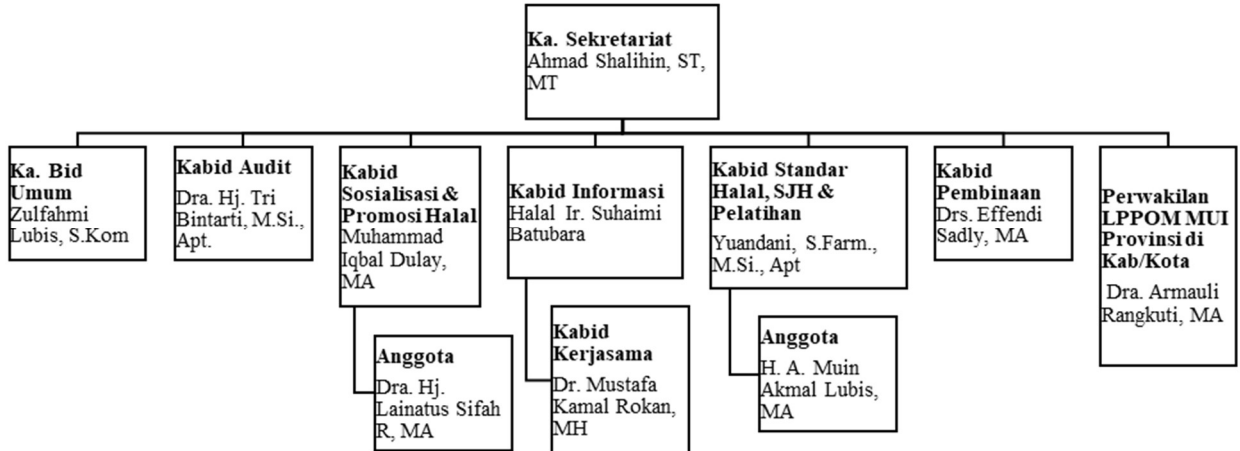 Ka. Sekretariat
Ahmad Shalihin, ST,
MT
Ka. Bid
Umum
Zulfahmi
Lubis, S.Kom
Kabid Audit
Dra. Hj. Tri
Bintarti, M.Si.,
Apt.
Kabid
Sosialisasi &
Promosi Halal
Muhammad
Iqbal Dulay,
MA
Anggota
Dra. Hj.
Lainatus Sifah
R, MA
Kabid Informasi
Halal Ir. Suhaimi
Batubara
Kabid
Kerjasama
Dr. Mustafa
Kamal Rokan,
MH
Kabid Standar
Halal, SJH &
Pelatihan
Yuandani, S.Farm.,
M.Si., Apt
Anggota
H. A. Muin
Akmal Lubis,
MA
Kabid
Pembinaan
Drs. Effendi
Sadly, MA
Perwakilan
LPPOM MUI
Provinsi di
Kab/Kota
Dra. Armauli
Rangkuti, MA